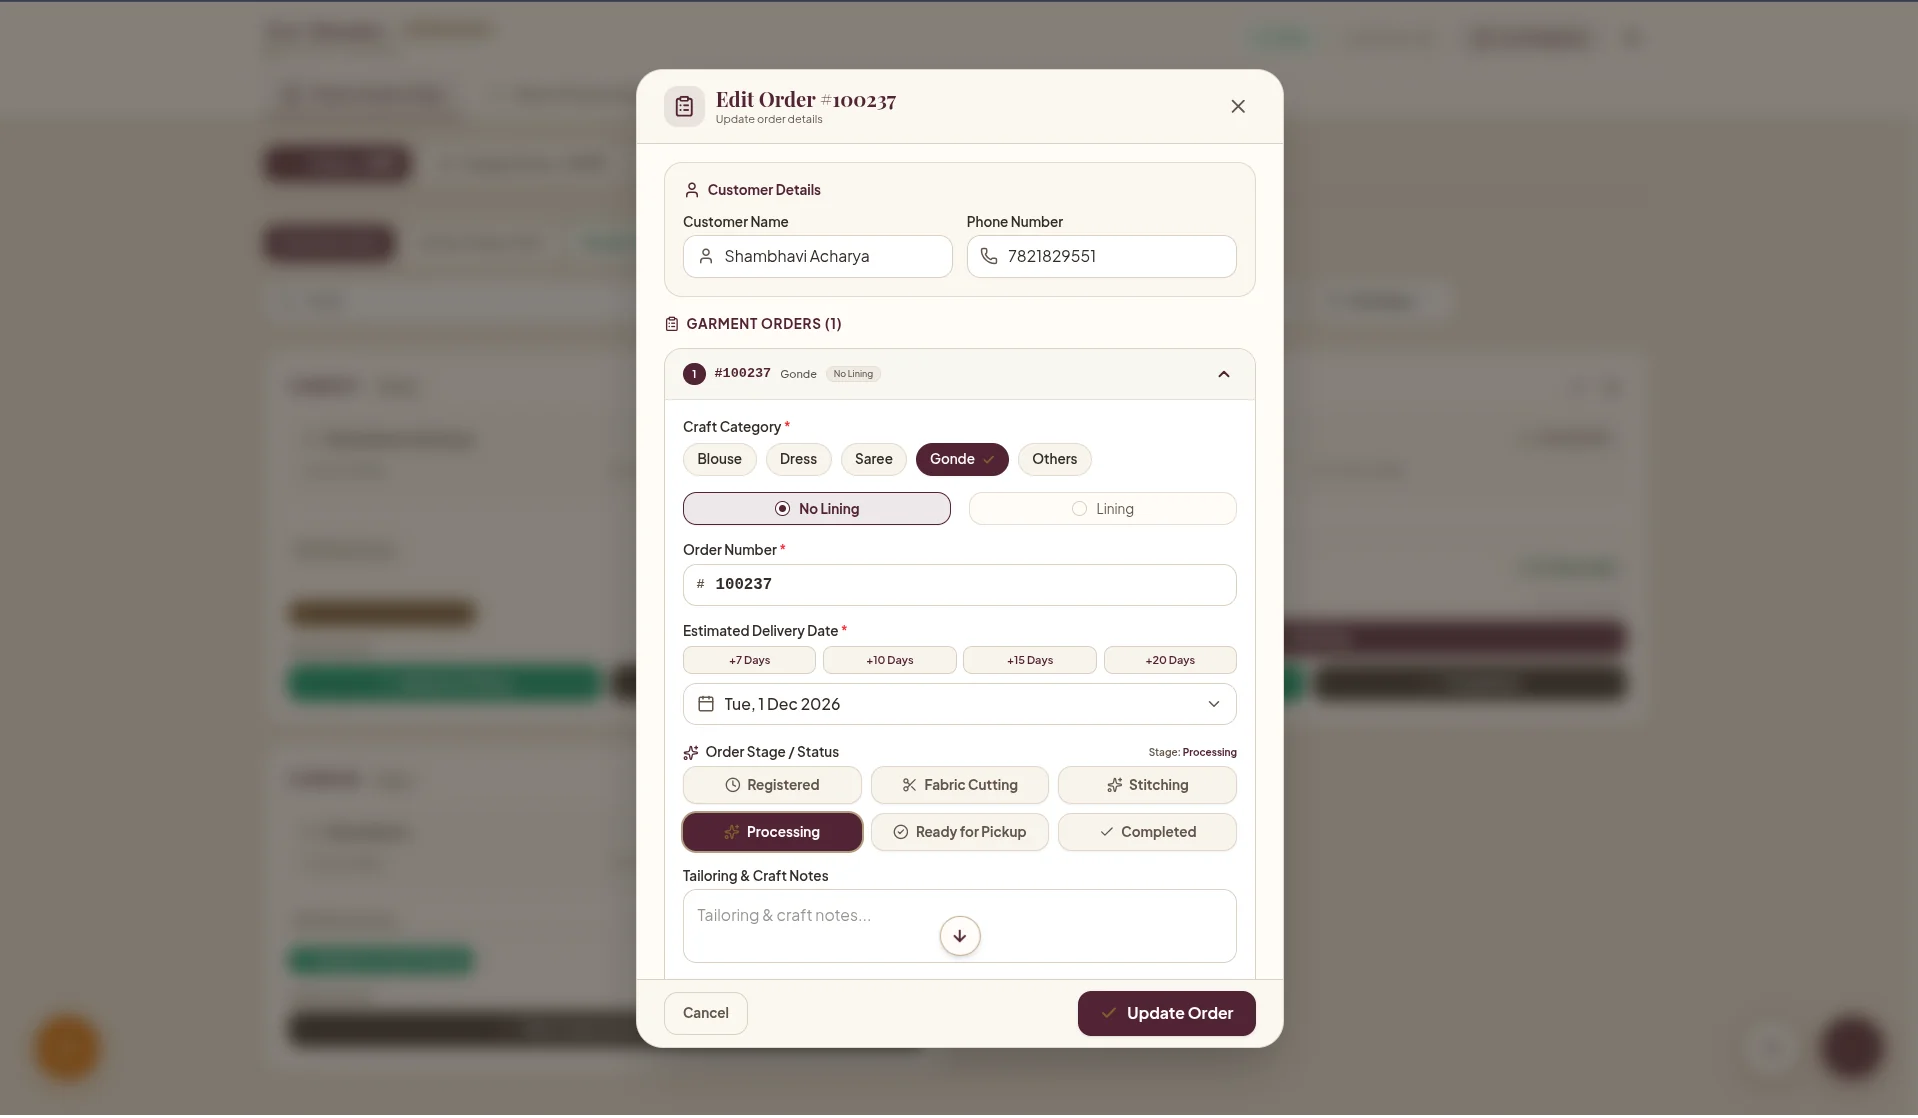 Edit Order #100237
Update order details
Customer Details
Customer Name
Phone Number
Shambhavi Acharya
7821829551
GARMENT ORDERS (1)
1 #100237 Gonde No Lining
Craft Category *
Blouse Dress Saree Gonde Others
No Lining Lining
Order Number *
# 100237
Estimated Delivery Date *
+7 Days +10 Days +15 Days +20 Days
Tue, 1 Dec 2026
Order Stage / Status Stage: Processing
Registered Fabric Cutting Stitching
Processing Ready for Pickup Completed
Tailoring & Craft Notes
Tailoring & craft notes...
Cancel Update Order